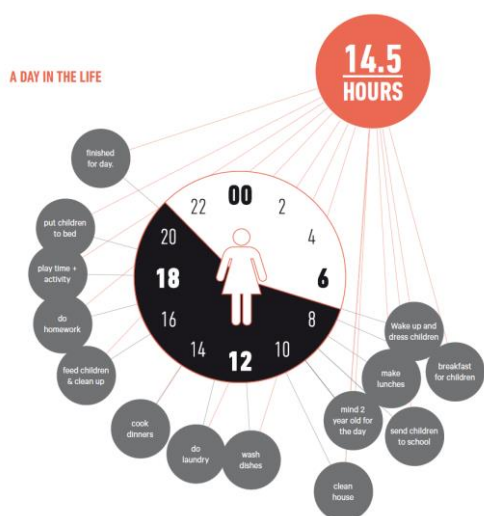 A DAY IN THE LIFE
14.5
HOURS
finished
for day.
put children
to bed
play time +
activity
do
homework
feed children
& clean up
cook
dinners
do
laundry
wash
dishes
clean
house
mind 2
year old for
the day
send children
to school
make
lunches
breakfast
for children
Wake up and
dress children
00
2
4
6
8
10
12
14
16
18
20
22